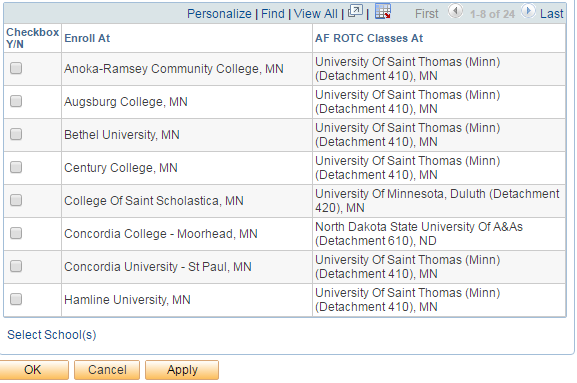 Personalize | Find | View All | | First 1-8 of 24 Last
Checkbox Y/N Enroll At AF ROTC Classes At
Anoka-Ramsey Community College, MN University Of Saint Thomas (Minn)
(Detachment 410), MN
Augsburg College, MN University Of Saint Thomas (Minn)
(Detachment 410), MN
Bethel University, MN University Of Saint Thomas (Minn)
(Detachment 410), MN
Century College, MN University Of Saint Thomas (Minn)
(Detachment 410), MN
College Of Saint Scholastica, MN University Of Minnesota, Duluth (Detachment
420), MN
Concordia College - Moorhead, MN North Dakota State University Of A&As
(Detachment 610), ND
Concordia University - St Paul, MN University Of Saint Thomas (Minn)
(Detachment 410), MN
Hamline University, MN University Of Saint Thomas (Minn)
(Detachment 410), MN
Select School(s)
OK Cancel Apply